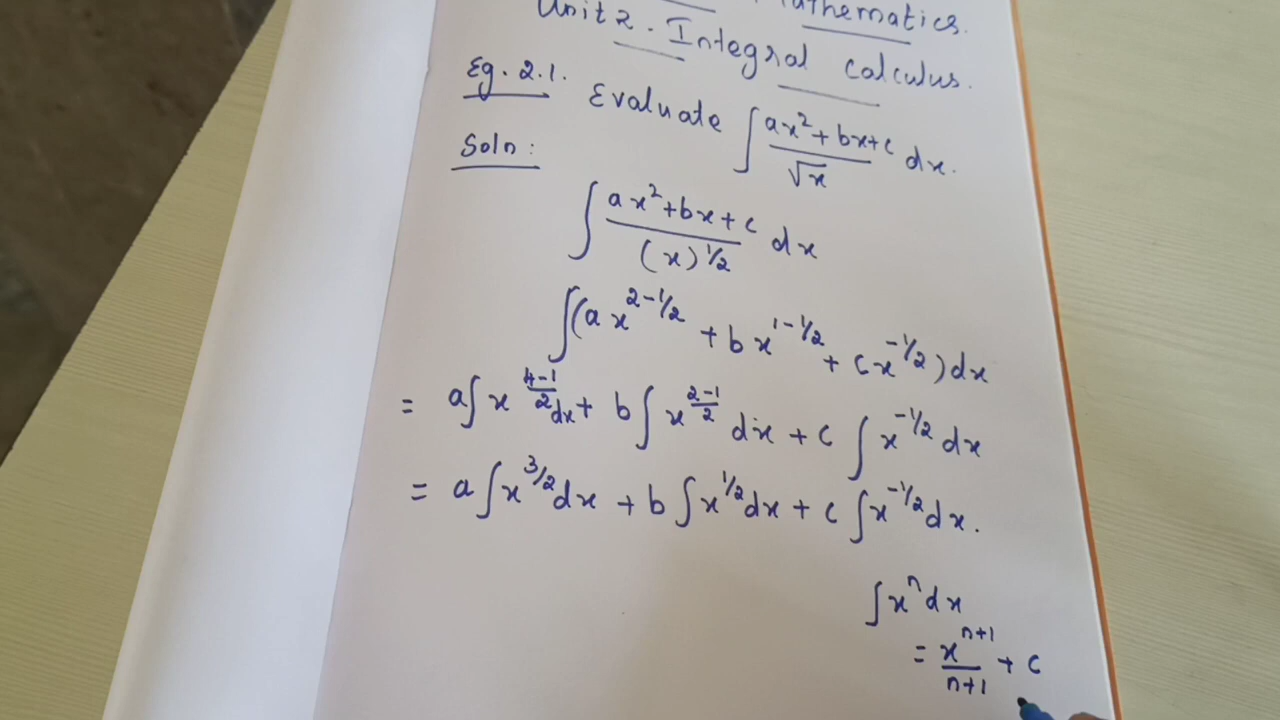 Mathematics.
Unit 2. Integral calculus.
Eg. 2.1. Evaluate ∫ (ax² + bx + c)/√x dx.
Soln :
∫ (ax² + bx + c)/(x)^1/2 dx
∫(a x^2-1/2 + b x^1-1/2 + c x^-1/2) dx
= a∫ x^(4-1)/2 dx + b∫ x^(2-1)/2 dx + c ∫ x^-1/2 dx
= a ∫ x^3/2 dx + b ∫ x^1/2 dx + c ∫ x^-1/2 dx.
∫ xⁿ dx
= x^n+1/n+1 + c